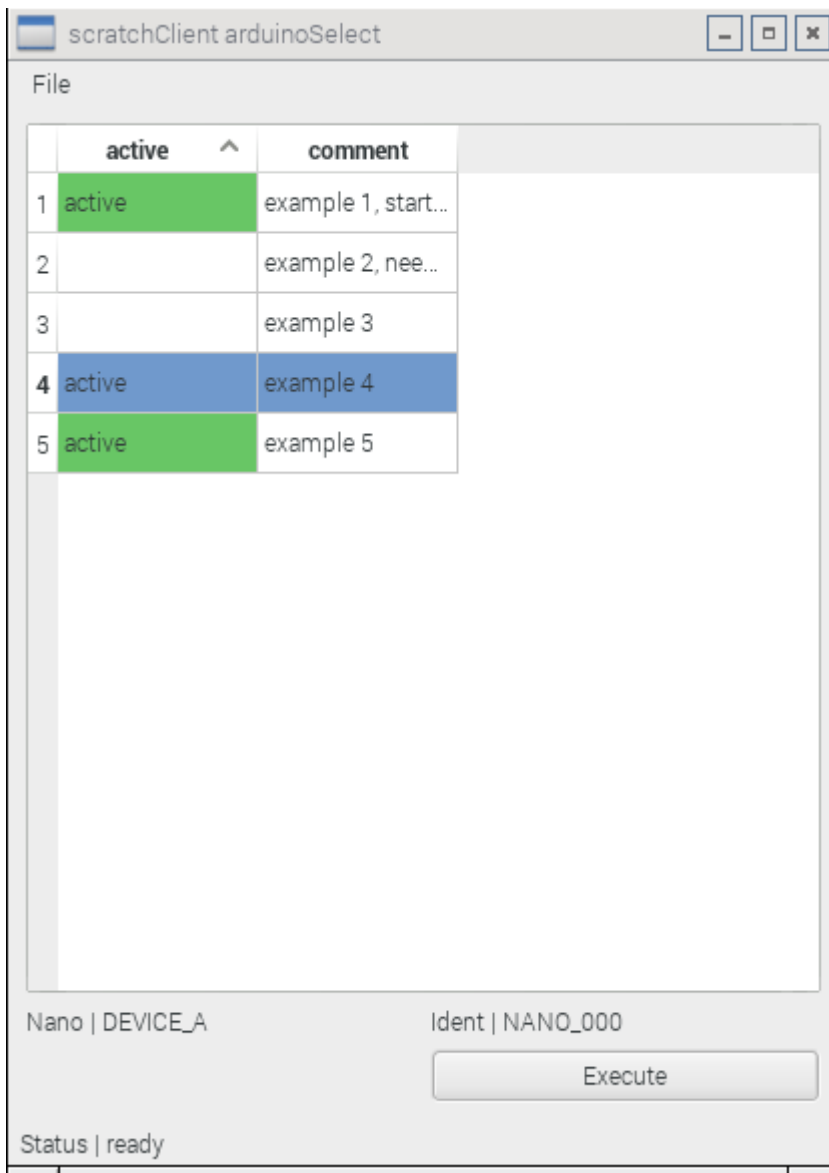 scratchClient arduinoSelect
File
active comment
1 active example 1, start...
2 example 2, nee...
3 example 3
4 active example 4
5 active example 5
Nano | DEVICE_A Ident | NANO_000
Execute
Status | ready